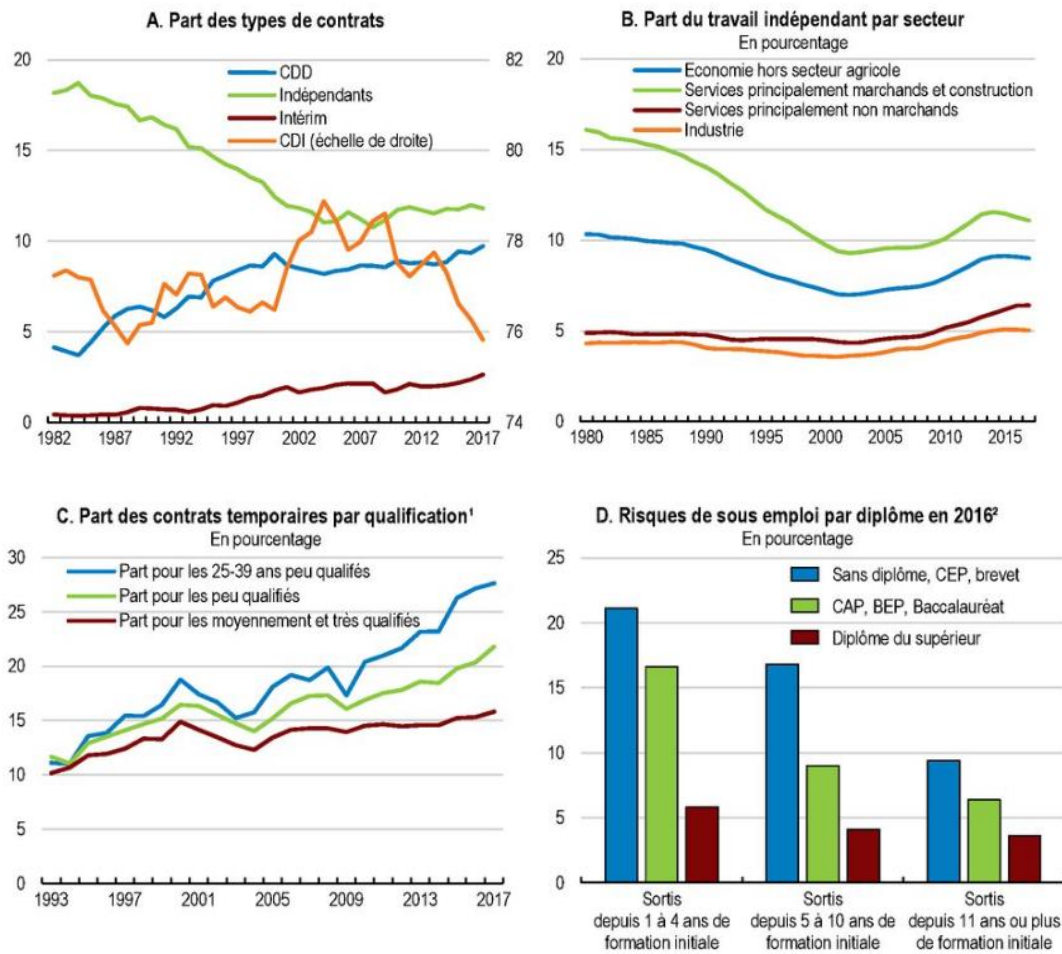 A. Part des types de contrats
20
15
10
5
0
82
80
78
76
74
CDD
Indépendants
Intérim
CDI (échelle de droite)
1982 1987 1992 1997 2002 2007 2012 2017
B. Part du travail indépendant par secteur
En pourcentage
20
15
10
5
0
Economie hors secteur agricole
Services principalement marchands et construction
Services principalement non marchands
Industrie
1980 1985 1990 1995 2000 2005 2010 2015
C. Part des contrats temporaires par qualification¹
En pourcentage
30
25
20
15
10
5
0
Part pour les 25-39 ans peu qualifés
Part pour les peu qualifiés
Part pour les moyennement et très qualifiés
1993 1997 2001 2005 2009 2013 2017
D. Risques de sous emploi par diplôme en 2016²
En pourcentage
25
20
15
10
5
0
Sans diplôme, CEP, brevet
CAP, BEP, Baccalauréat
Diplôme du supérieur
Sortis
depuis 1 à 4 ans de
formation initiale
Sortis
depuis 5 à 10 ans de
formation initiale
Sortis
depuis 11 ans ou plus
de formation initiale